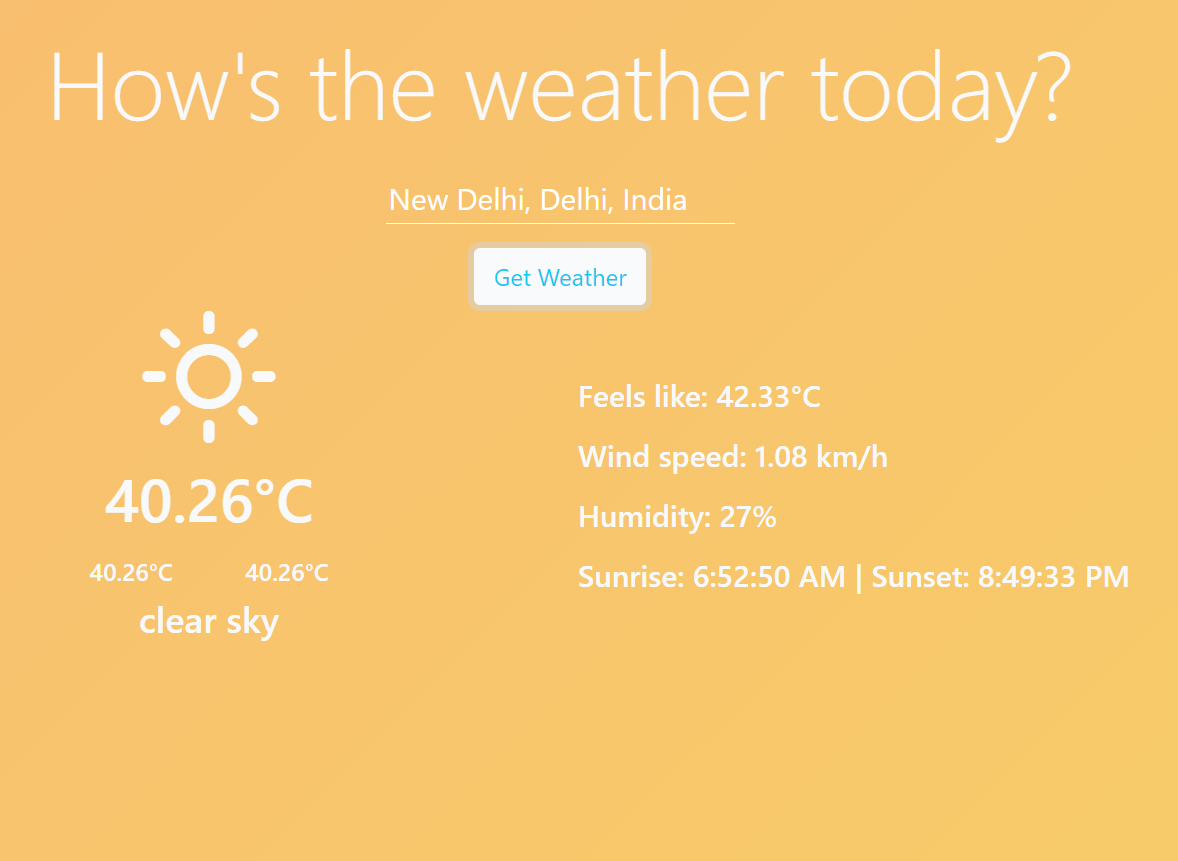 How's the weather today?
New Delhi, Delhi, India
Get Weather
40.26°C
40.26°C 40.26°C
clear sky
Feels like: 42.33°C
Wind speed: 1.08 km/h
Humidity: 27%
Sunrise: 6:52:50 AM | Sunset: 8:49:33 PM